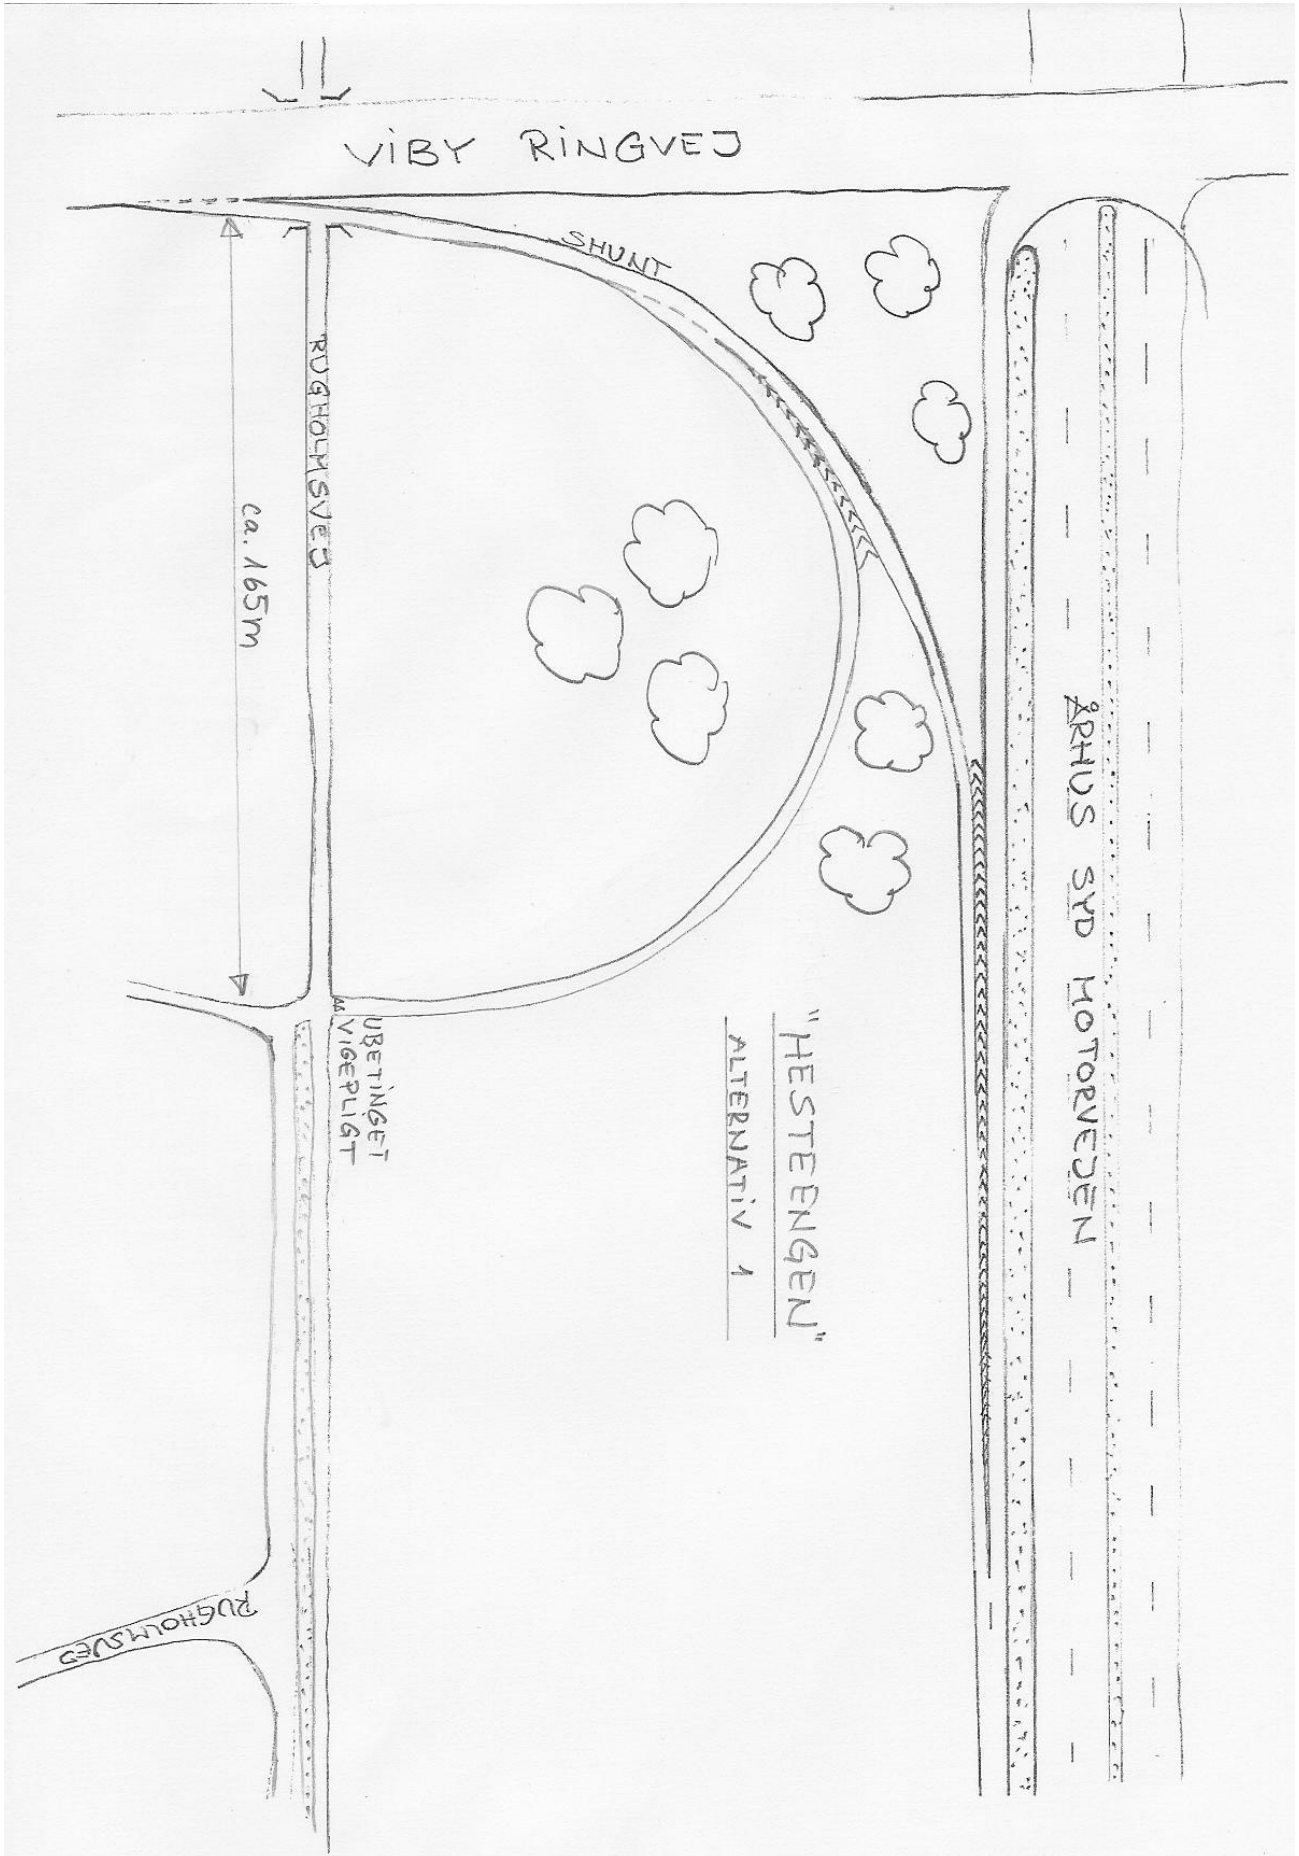 VIBY RINGVEJ
SHUNT
RUGHOLMSVEJ
ca. 165m
ÅRHUS SYD MOTORVEJEN
"HESTEENGEN"
ALTERNATIV 1
UBETINGET
VIGEPLIGT
RUGHOLMSVEJ